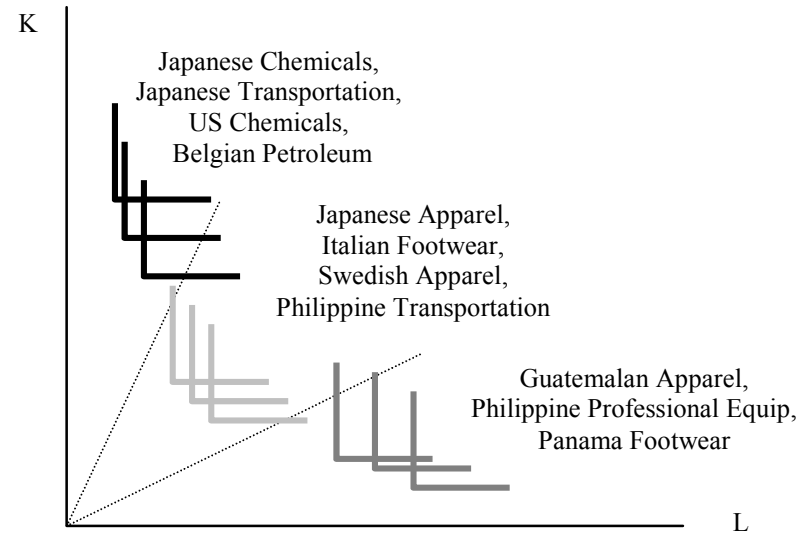 K
Japanese Chemicals,
Japanese Transportation,
US Chemicals,
Belgian Petroleum
Japanese Apparel,
Italian Footwear,
Swedish Apparel,
Philippine Transportation
Guatemalan Apparel,
Philippine Professional Equip,
Panama Footwear
L